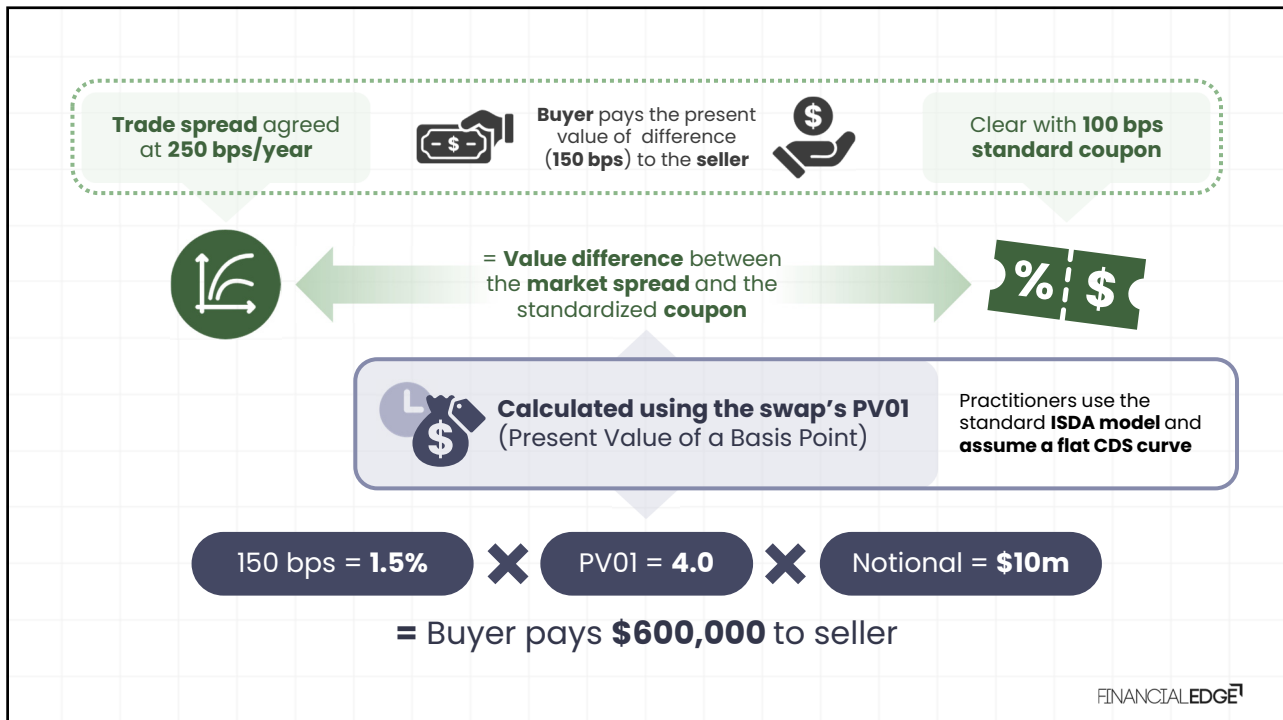 Trade spread agreed
at 250 bps/year
- $ -
Buyer pays the present
value of difference
(150 bps) to the seller
$
Clear with 100 bps
standard coupon
= Value difference between
the market spread and the
standardized coupon
% $
$
Calculated using the swap's PV01
(Present Value of a Basis Point)
Practitioners use the
standard ISDA model and
assume a flat CDS curve
150 bps = 1.5% × PV01 = 4.0 × Notional = $10m
= Buyer pays $600,000 to seller
FINANCIALEDGE